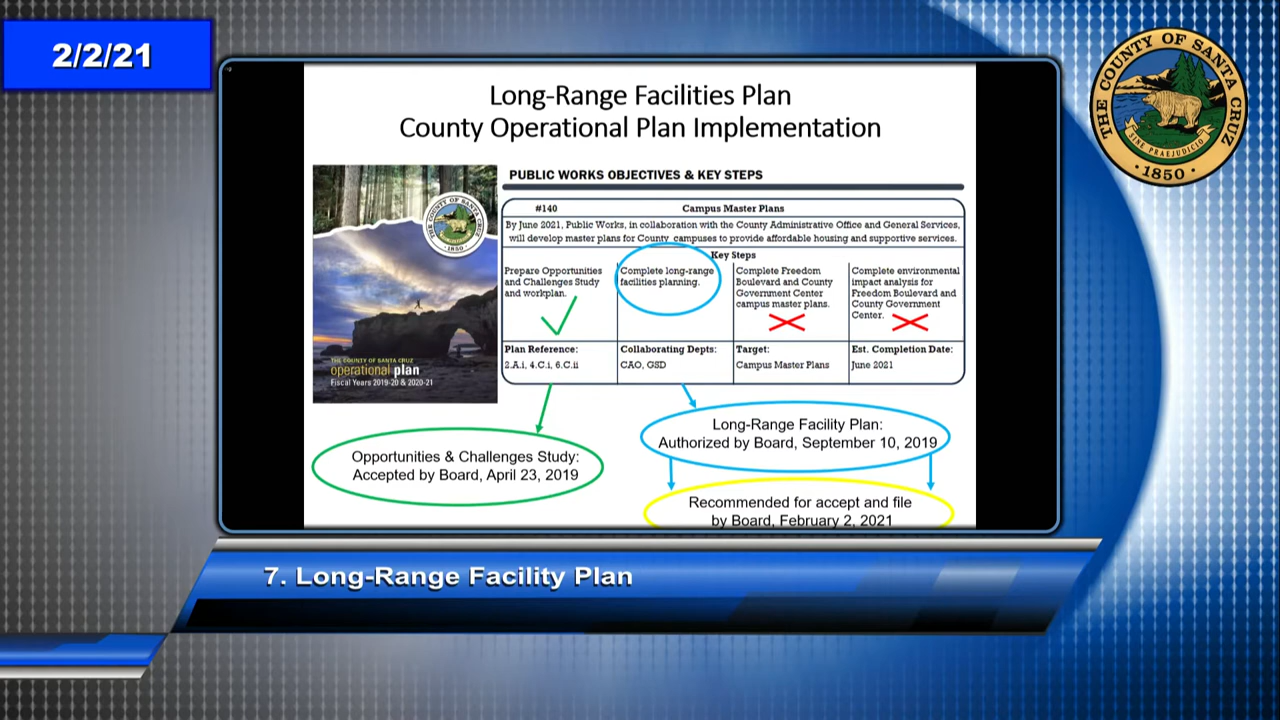 2/2/21
THE COUNTY OF SANTA CRUZ
SINE PRAEJUDICIO
• 1850 •
Long-Range Facilities Plan
County Operational Plan Implementation
THE COUNTY OF SANTA CRUZ
1850
THE COUNTY OF SANTA CRUZ
operational plan
Fiscal Years 2019-20 & 2020-21
PUBLIC WORKS OBJECTIVES & KEY STEPS
#140 Campus Master Plans
By June 2021, Public Works, in collaboration with the County Administrative Office and General Services,
will develop master plans for County campuses to provide affordable housing and supportive services.
Key Steps
Prepare Opportunities
and Challenges Study
and workplan.
Complete long-range
facilities planning.
Complete Freedom
Boulevard and County
Government Center
campus master plans.
Complete environmental
impact analysis for
Freedom Boulevard and
County Government
Center.
Plan Reference:
2.A.i, 4.C.i, 6.C.ii
Collaborating Depts:
CAO, GSD
Target:
Campus Master Plans
Est. Completion Date:
June 2021
Opportunities & Challenges Study:
Accepted by Board, April 23, 2019
Long-Range Facility Plan:
Authorized by Board, September 10, 2019
Recommended for accept and file
by Board, February 2, 2021
7. Long-Range Facility Plan